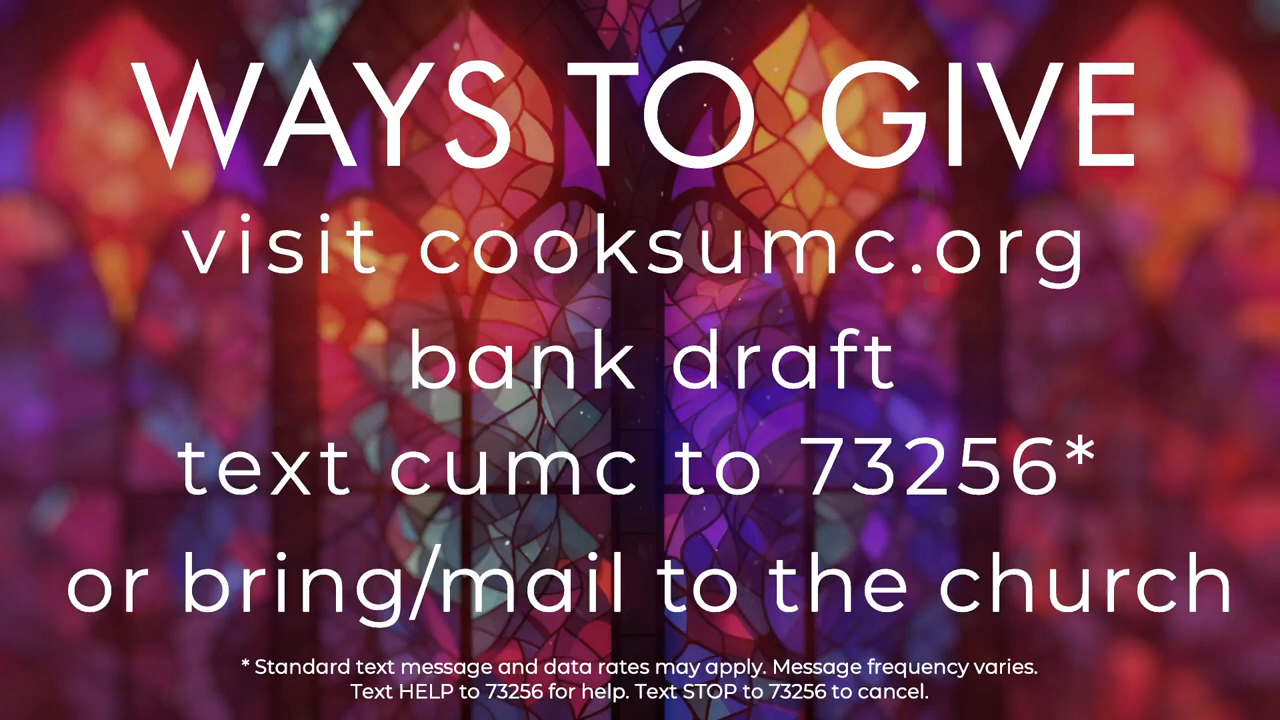 WAYS TO GIVE
visit cooksumc.org
bank draft
text cumc to 73256*
or bring/mail to the church
* Standard text message and data rates may apply. Message frequency varies.
Text HELP to 73256 for help. Text STOP to 73256 to cancel.